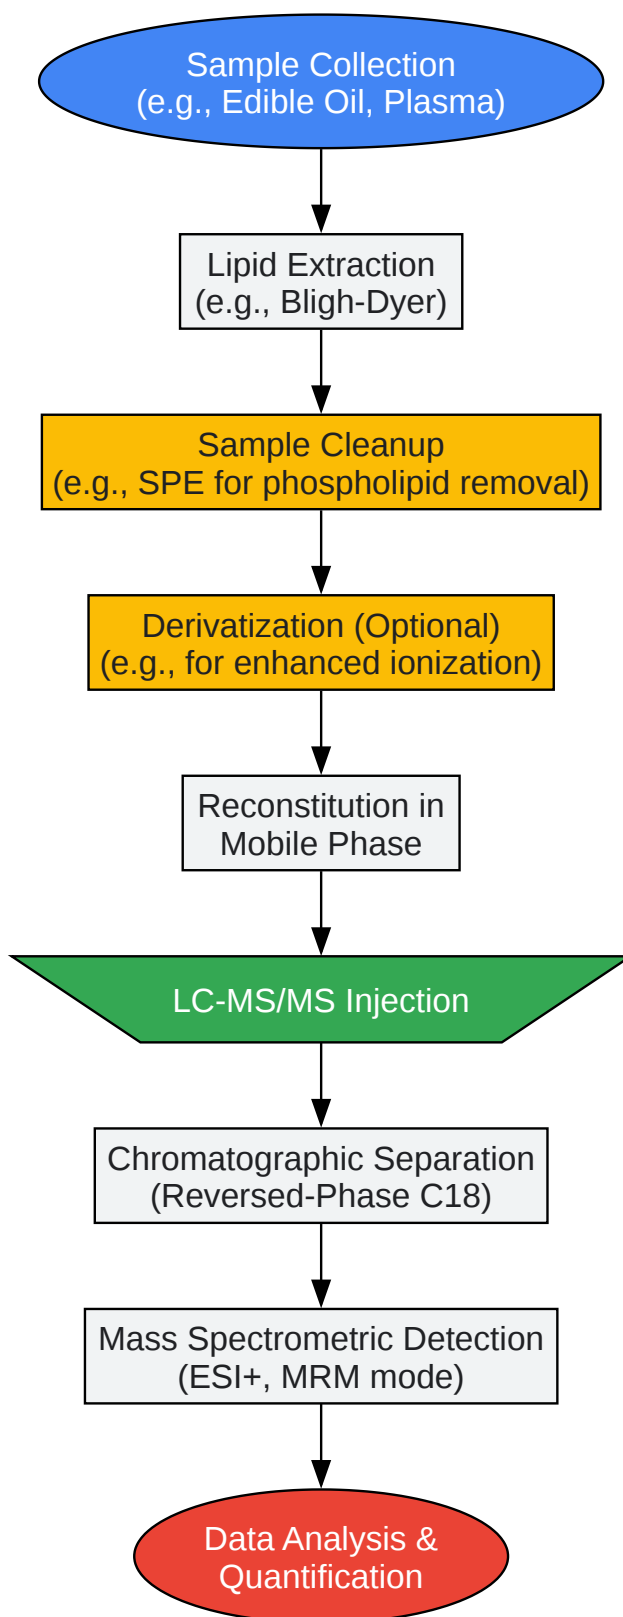 Sample Collection
(e.g., Edible Oil, Plasma)
Lipid Extraction
(e.g., Bligh-Dyer)
Sample Cleanup
(e.g., SPE for phospholipid removal)
Derivatization (Optional)
(e.g., for enhanced ionization)
Reconstitution in
Mobile Phase
LC-MS/MS Injection
Chromatographic Separation
(Reversed-Phase C18)
Mass Spectrometric Detection
(ESI+, MRM mode)
Data Analysis &
Quantification